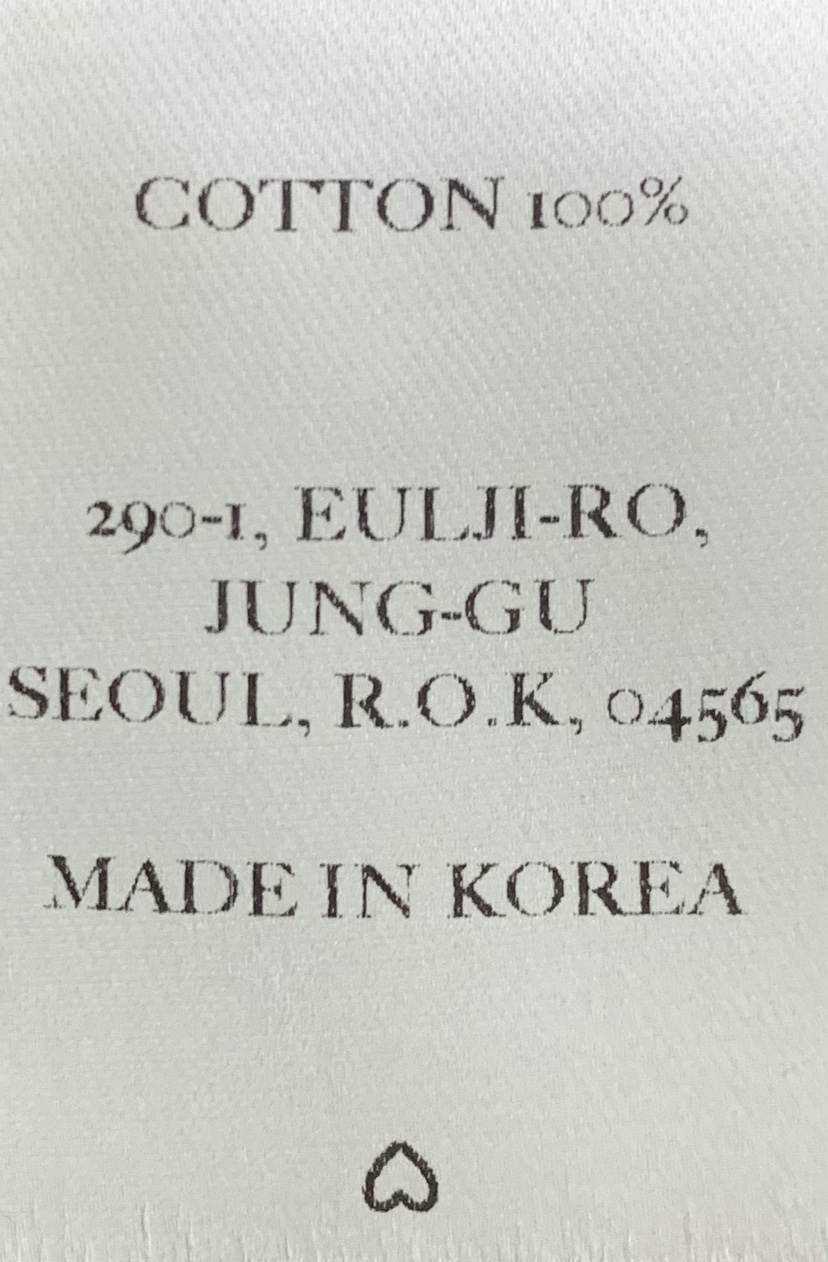 COTTON 100%
290-1, EULJI-RO,
JUNG-GU
SEOUL, R.O.K, 04565
MADE IN KOREA